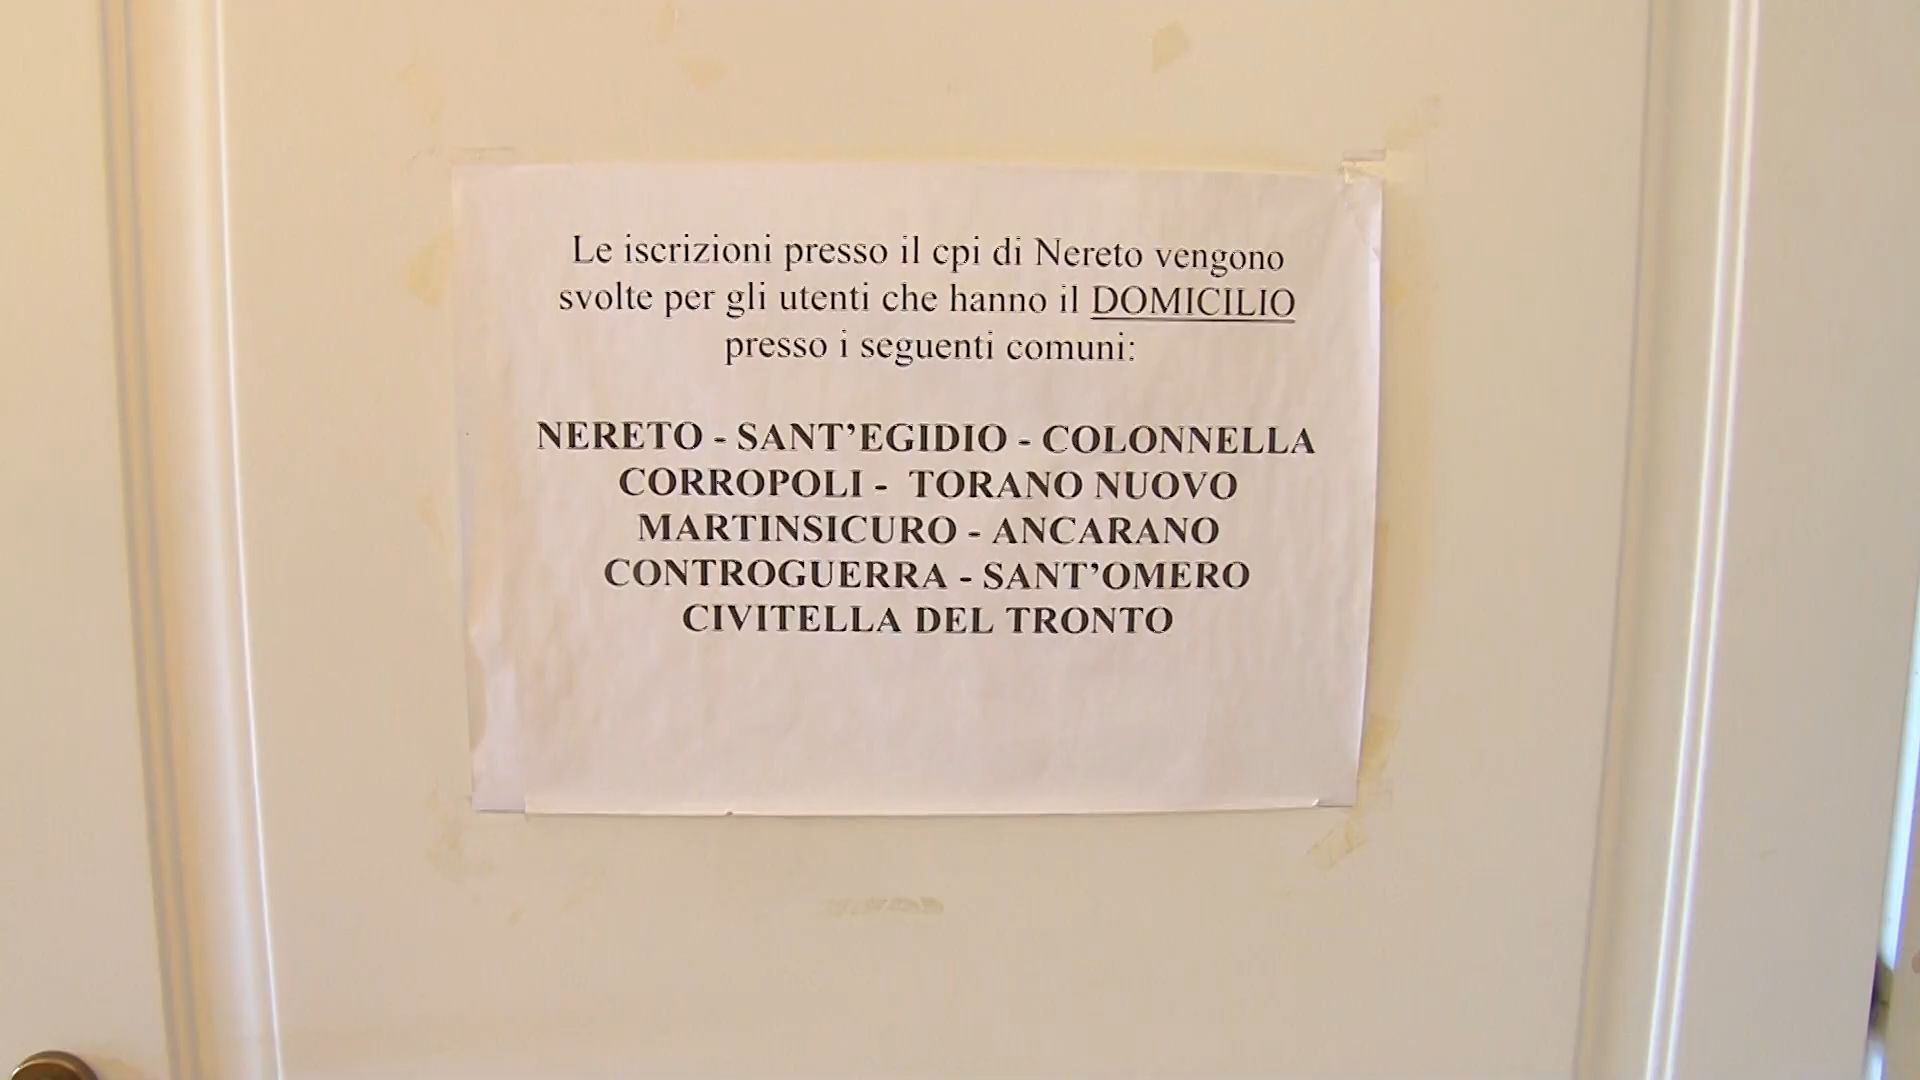 Le iscrizioni presso il cpi di Nereto vengono
svolte per gli utenti che hanno il DOMICILIO
presso i seguenti comuni:
NERETO - SANT’EGIDIO - COLONNELLA
CORROPOLI - TORANO NUOVO
MARTINSICURO - ANCARANO
CONTROGUERRA - SANT’OMERO
CIVITELLA DEL TRONTO